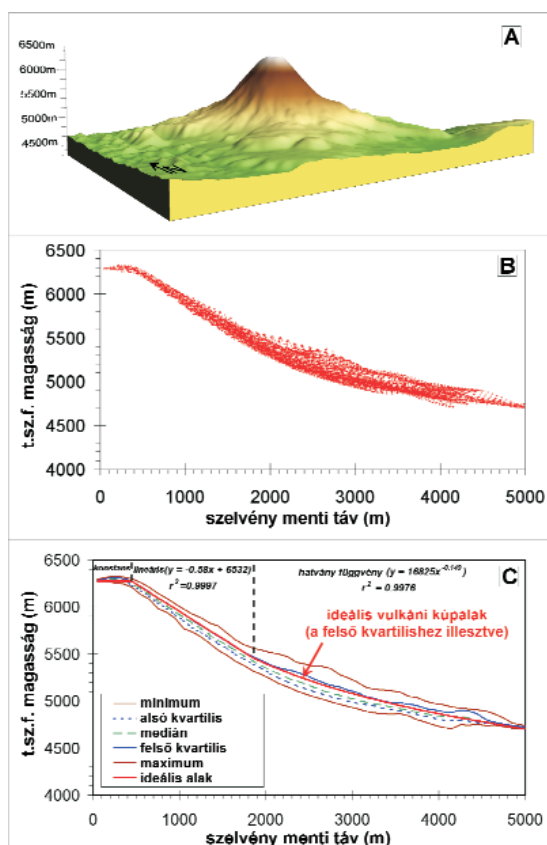 A
6500m
6000m
5500m
5000m
4500m
B
t.sz.f. magasság (m)
6500
6000
5500
5000
4500
4000
0 1000 2000 3000 4000 5000
szelvény menti táv (m)
C
t.sz.f. magasság (m)
6500
6000
5500
5000
4500
4000
konstans lineáris(y = -0.58x + 6532)
r²=0.9997
hatvány függvény (y = 16825x⁻⁰·¹⁴⁹)
r² = 0.9976
ideális vulkáni kúpalak
(a felső kvartilishez illesztve)
minimum
alsó kvartilis
medián
felső kvartilis
maximum
ideális alak
0 1000 2000 3000 4000 5000
szelvény menti táv (m)